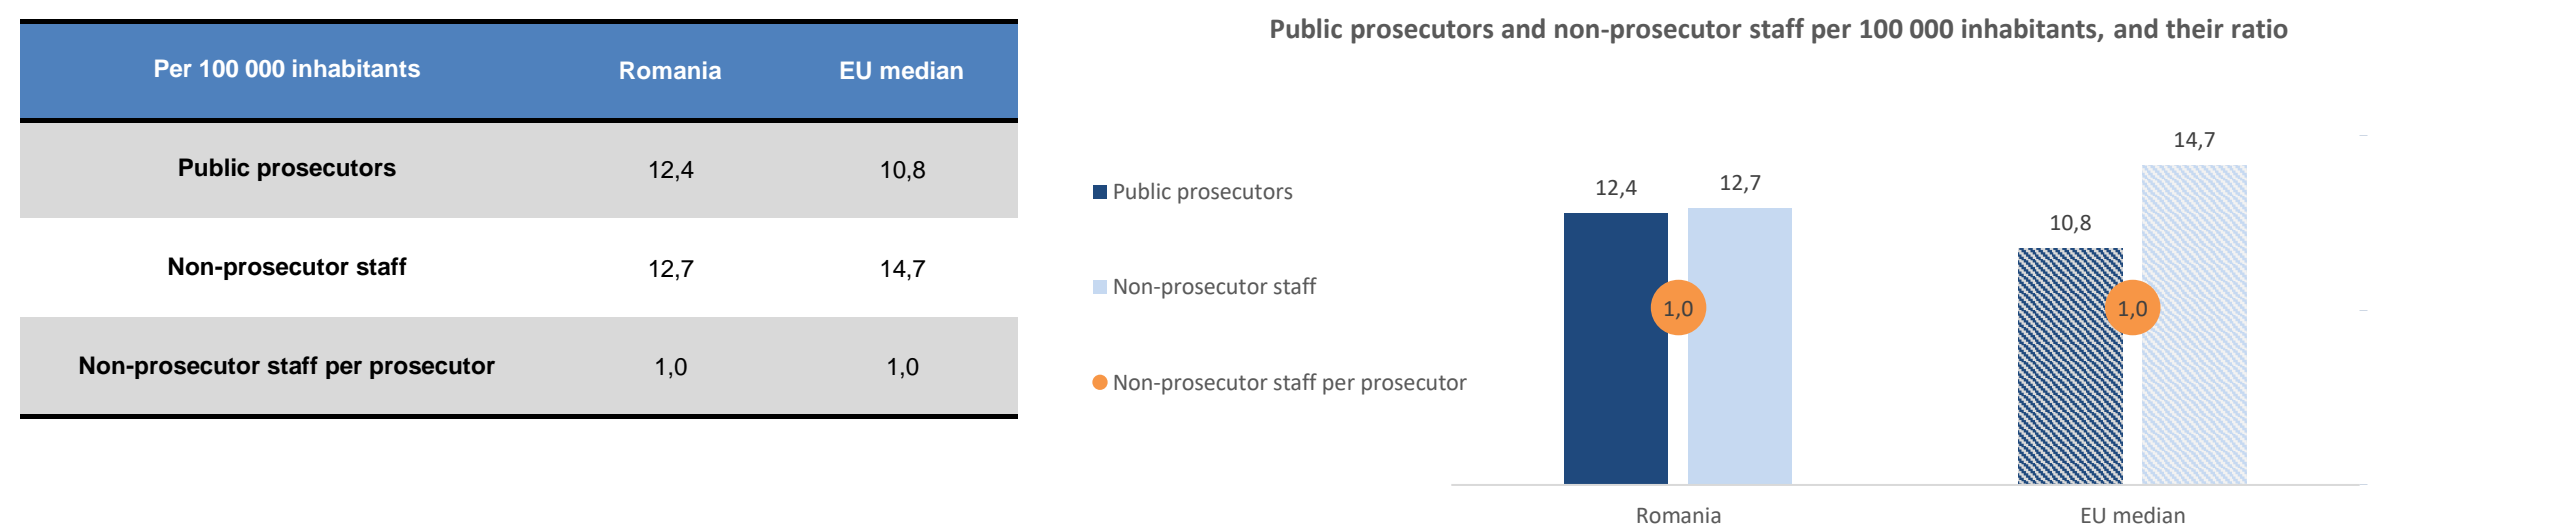 Per 100 000 inhabitants Romania EU median
Public prosecutors 12,4 10,8
Non-prosecutor staff 12,7 14,7
Non-prosecutor staff per prosecutor 1,0 1,0
Public prosecutors and non-prosecutor staff per 100 000 inhabitants, and their ratio
Public prosecutors
Non-prosecutor staff
Non-prosecutor staff per prosecutor
12,4
12,7
1,0
10,8
14,7
1,0
Romania
EU median